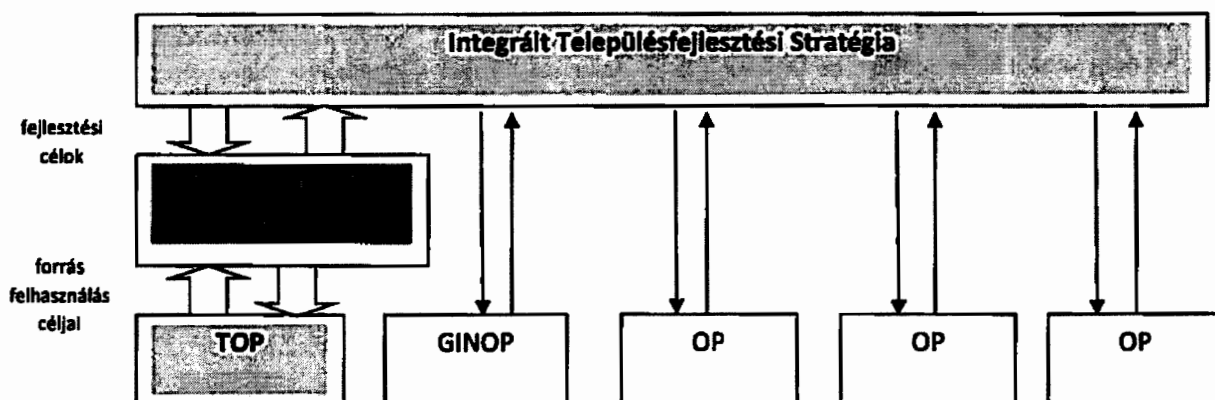 Integrált Településfejlesztési Stratégia
fejlesztési
célok
forrás
felhasználás
céljai
TOP
GINOP
OP
OP
OP